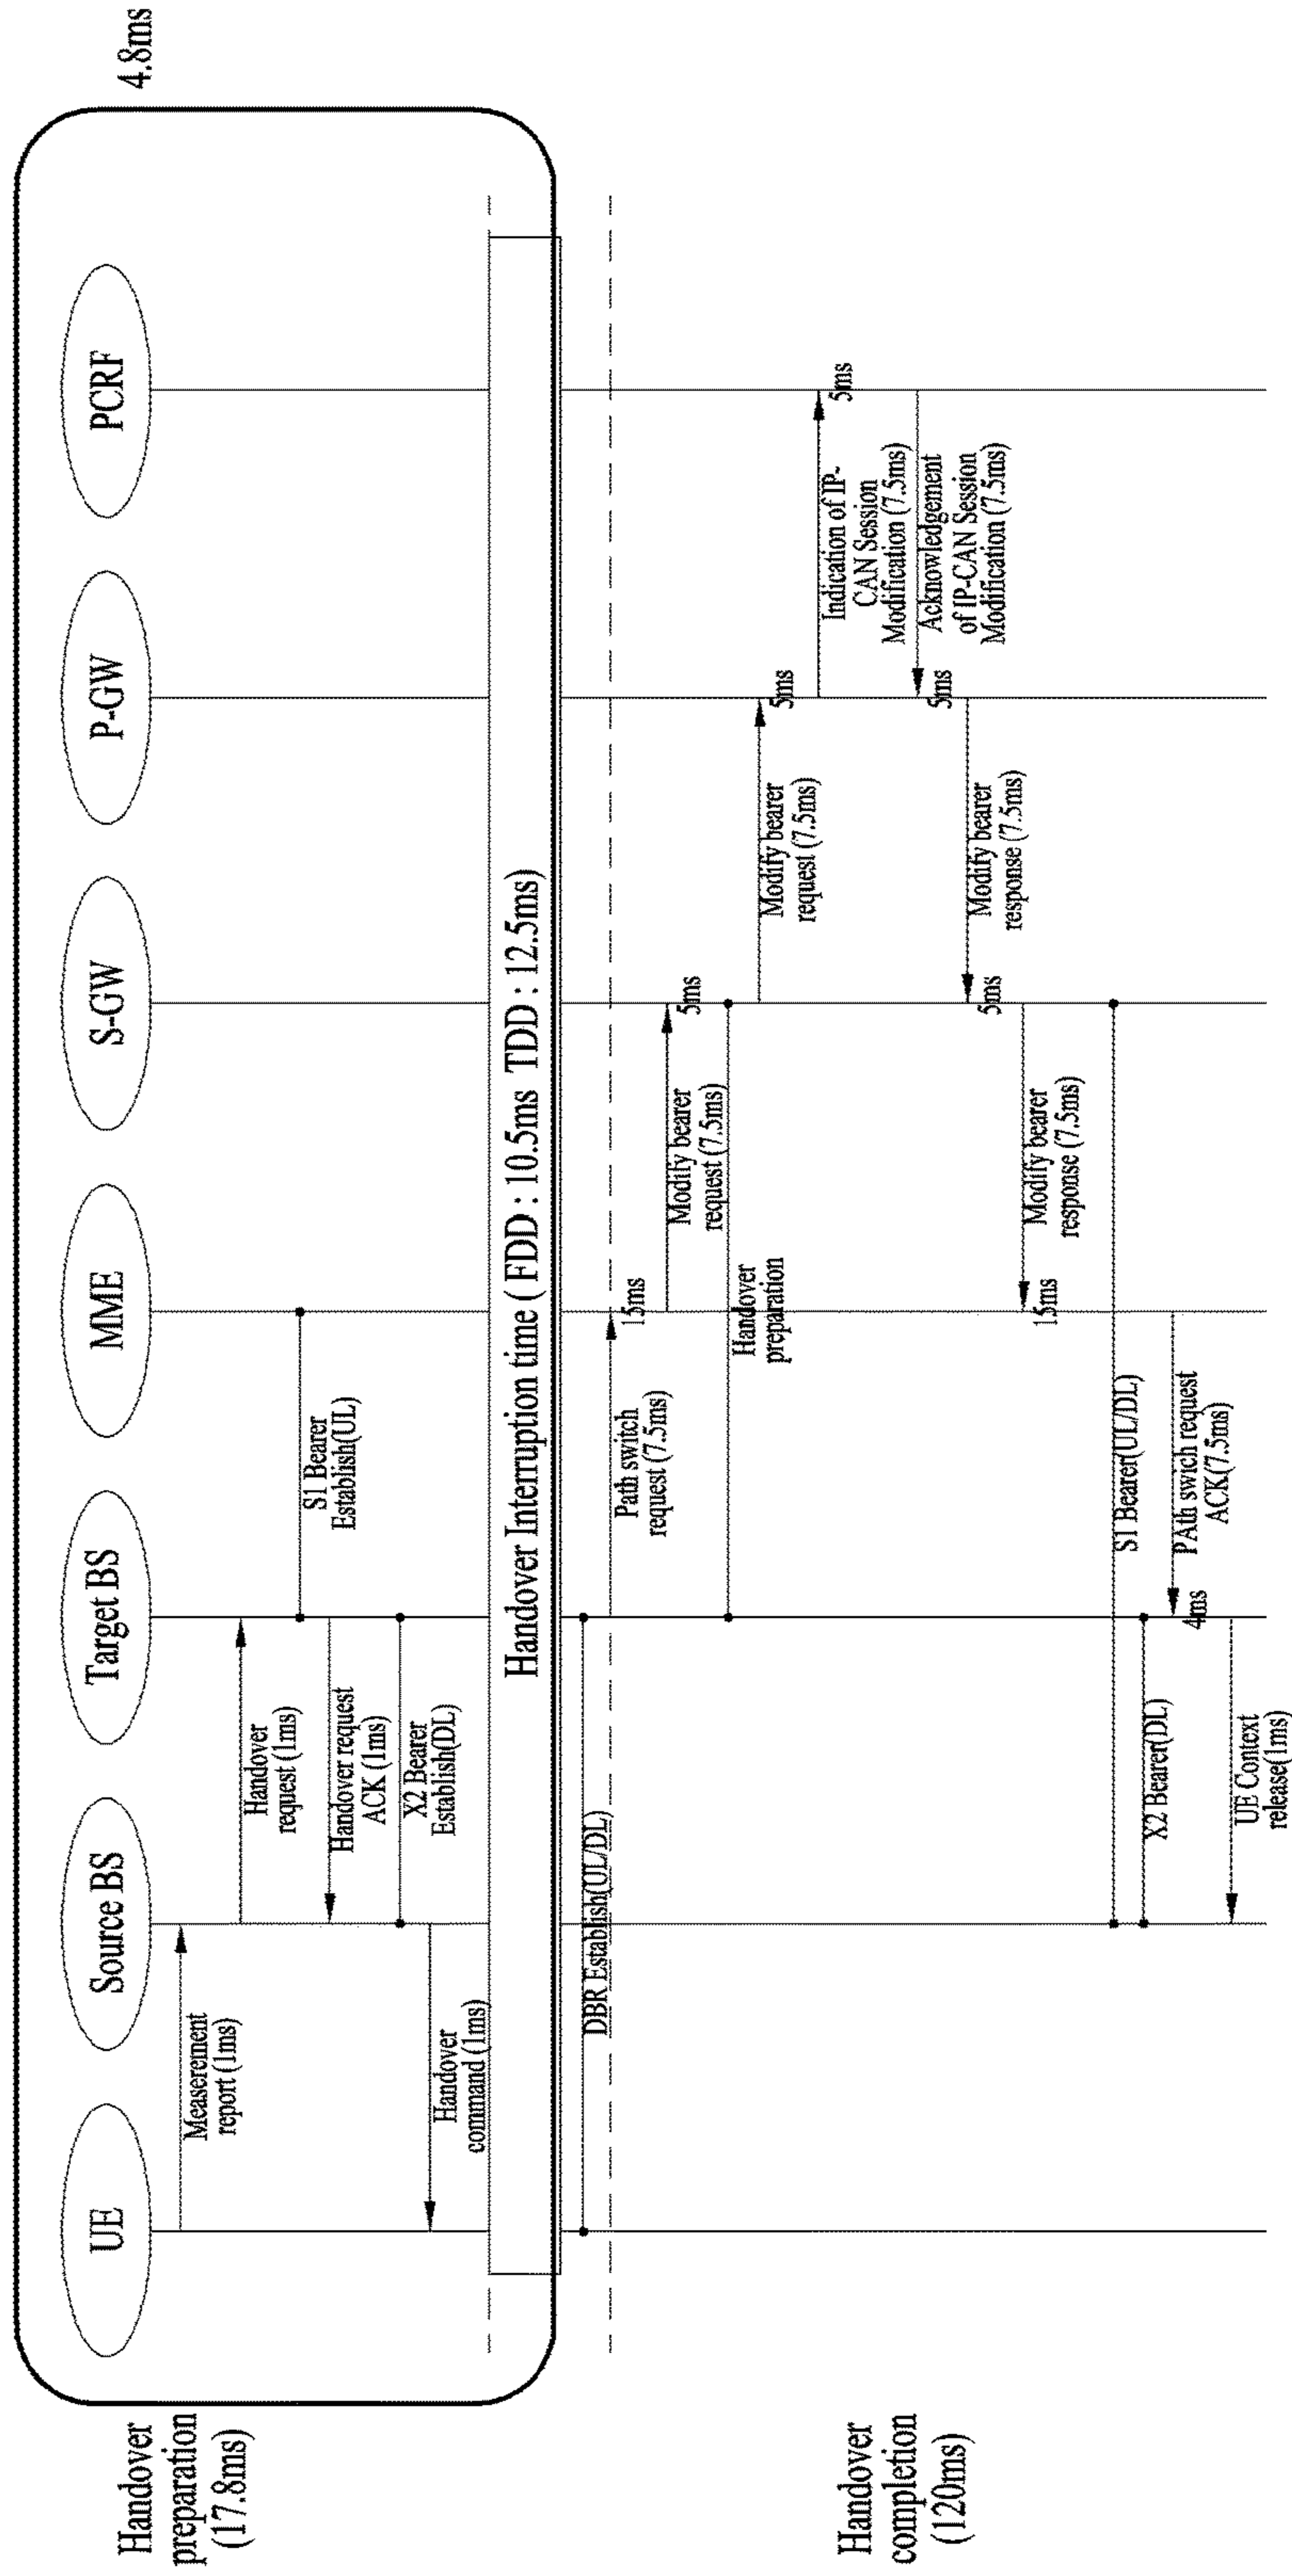 4.8ms
Handover
preparation
(17.8ms)
UE
Source BS
Target BS
MME
S-GW
P-GW
PCRF
Measerement
report (1ms)
Handover
request (1ms)
S1 Bearer
Establish(UL)
Handover request
ACK (1ms)
X2 Bearer
Establish(DL)
Handover
command (1ms)
Handover Interruption time ( FDD : 10.5ms TDD : 12.5ms)
DBR Establish(UL/DL)
Path switch
request (7.5ms)
15ms
Modify bearer
request (7.5ms)
5ms
Handover
preparation
Modify bearer
request (7.5ms)
5ms
Indication of IP-
CAN Session
Modification (7.5ms)
5ms
Acknowledgement
of IP-CAN Session
Modification (7.5ms)
5ms
Modify bearer
response (7.5ms)
5ms
Modify bearer
response (7.5ms)
15ms
Handover
completion
(120ms)
S1 Bearer(UL/DL)
X2 Bearer(DL)
PAth swich request
ACK(7.5ms)
4ms
UE Context
release(1ms)